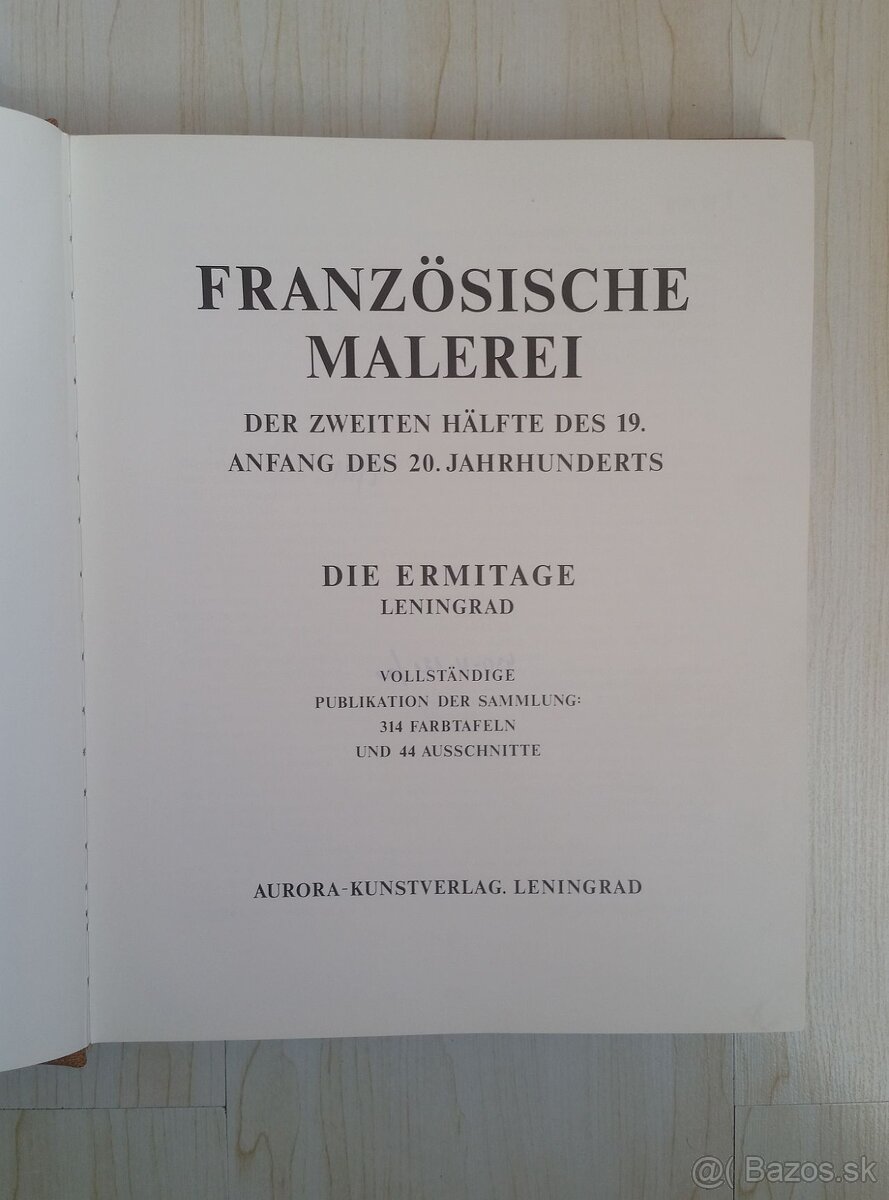 FRANZÖSISCHE
MALEREI
DER ZWEITEN HÄLFTE DES 19.
ANFANG DES 20. JAHRHUNDERTS
DIE ERMITAGE
LENINGRAD
VOLLSTÄNDIGE
PUBLIKATION DER SAMMLUNG:
314 FARBTAFELN
UND 44 AUSSCHNITTE
AURORA-KUNSTVERLAG. LENINGRAD
@( Bazos.sk